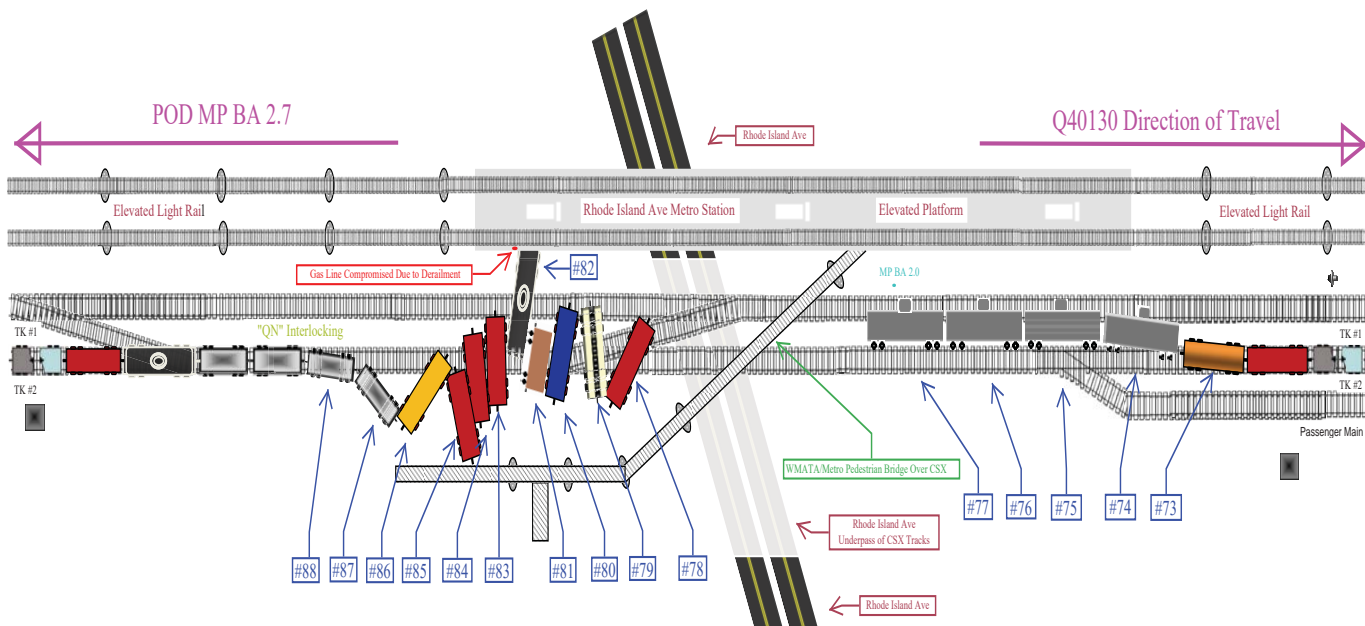 POD MP BA 2.7
Q40130 Direction of Travel
Rhode Island Ave
Elevated Light Rail
Rhode Island Ave Metro Station
Elevated Platform
Elevated Light Rail
Gas Line Compromised Due to Derailment
#82
MP BA 2.0
TK #1
"QN" Interlocking
TK #1
TK #2
TK #2
Passenger Main
WMATA/Metro Pedestrian Bridge Over CSX
#77
#76
#75
#74
#73
Rhode Island Ave
Underpass of CSX Tracks
#88
#87
#86
#85
#84
#83
#81
#80
#79
#78
Rhode Island Ave